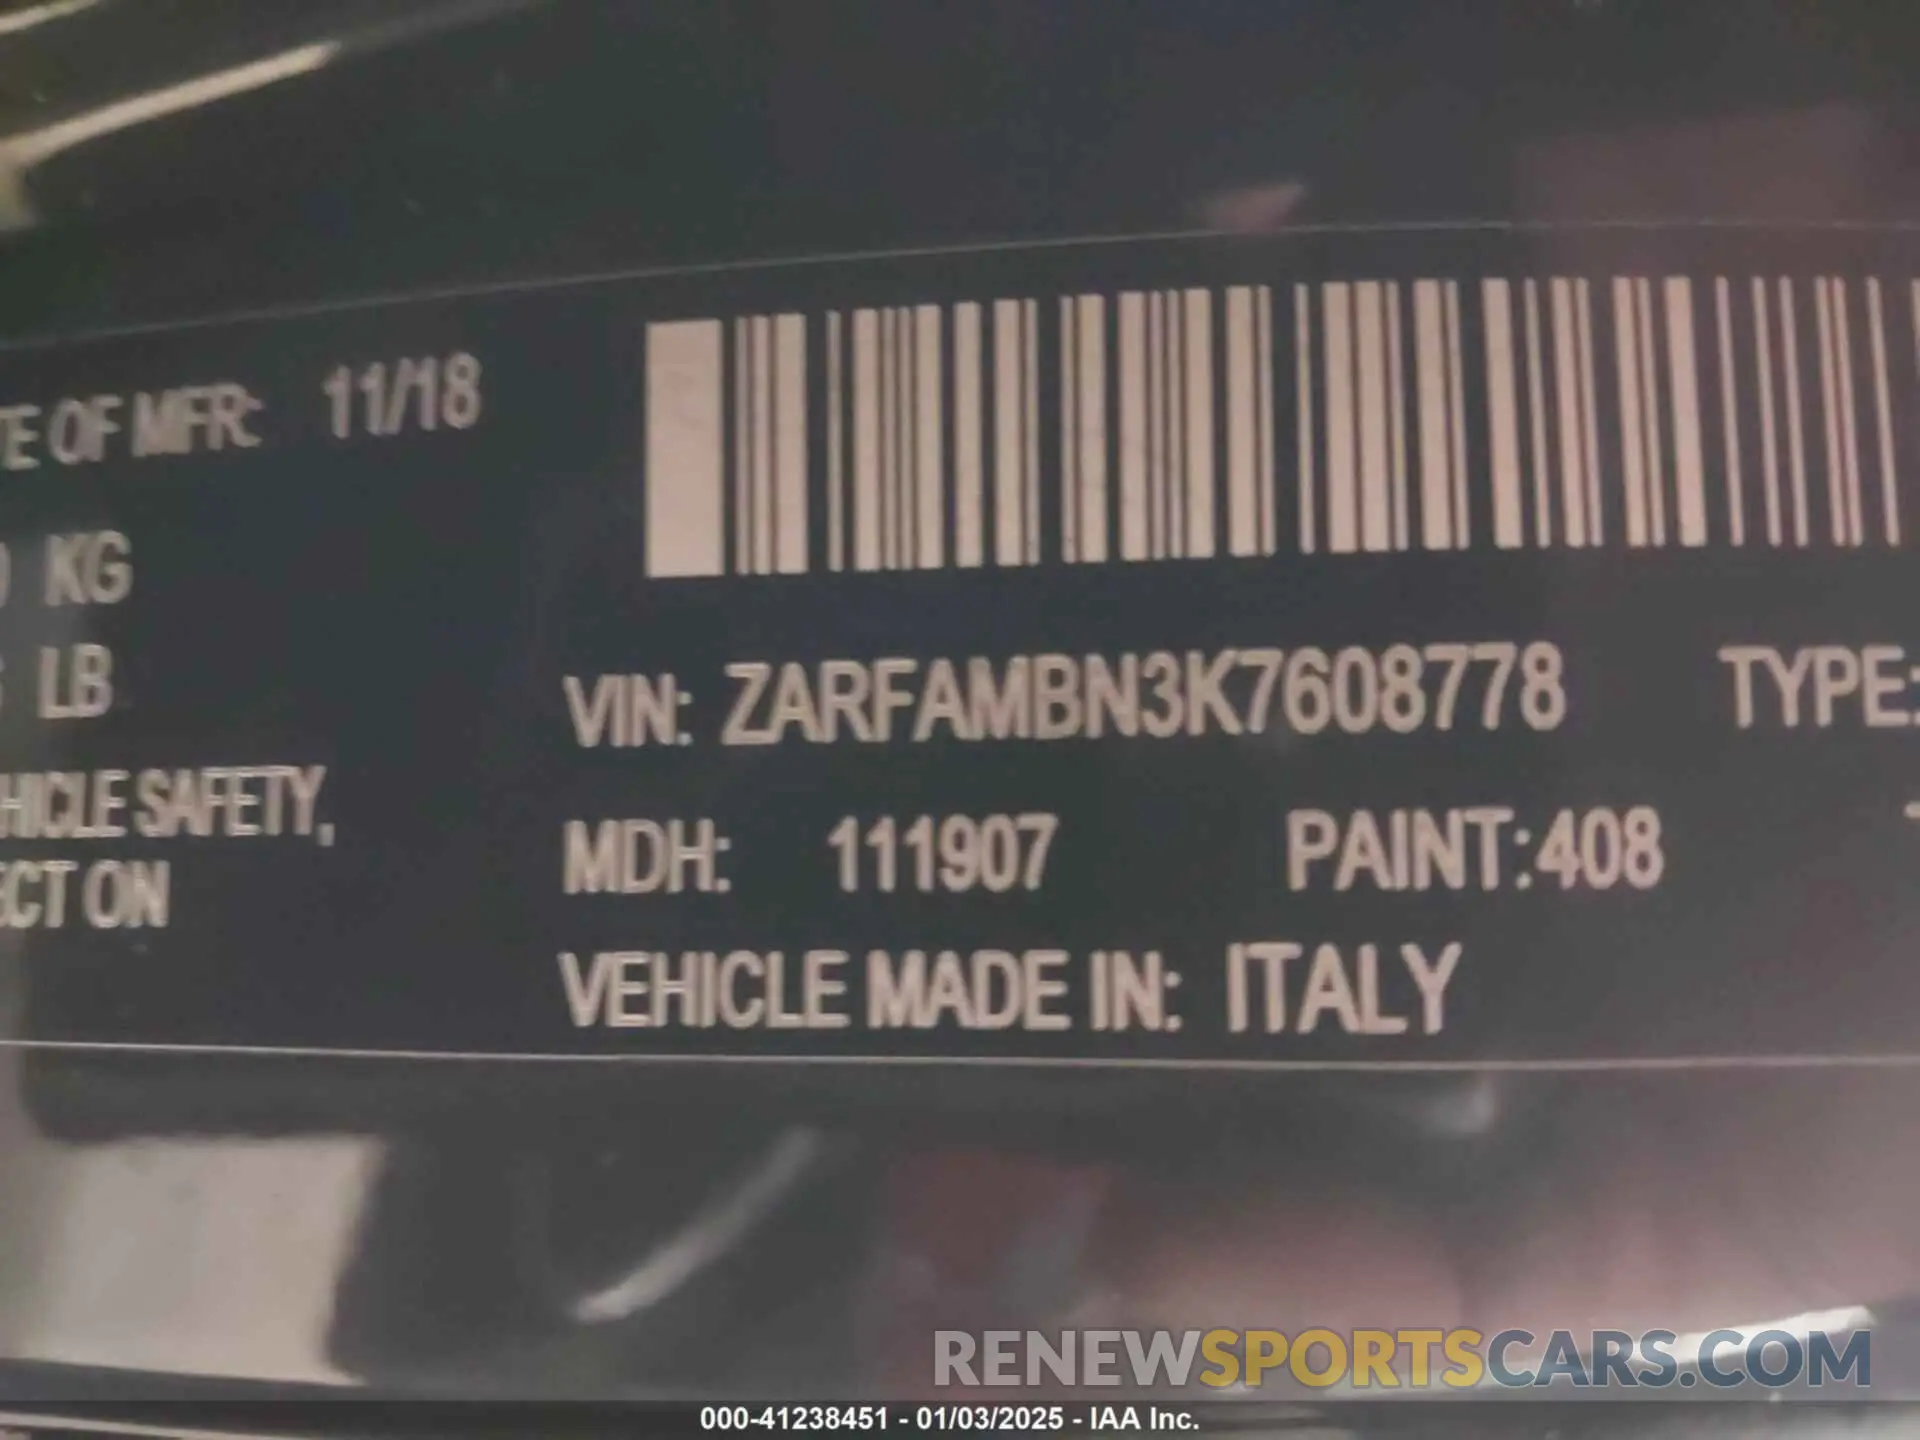 TE OF MFR: 11/18
KG
LB
HICLE SAFETY,
ECT ON
VIN: ZARFAMBN3K7608778 TYPE:
MDH: 111907 PAINT:408
VEHICLE MADE IN: ITALY
RENEWSPORTSCARS.COM
000-41238451 - 01/03/2025 - IAA Inc.